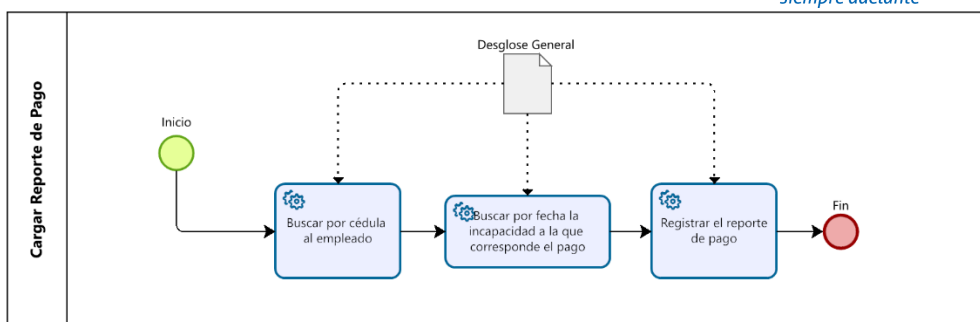 Siempre adelante
Cargar Reporte de Pago
Desglose General
Inicio
Buscar por cédula
al empleado
Buscar por fecha la
incapacidad a la que
corresponde el pago
Registrar el reporte
de pago
Fin